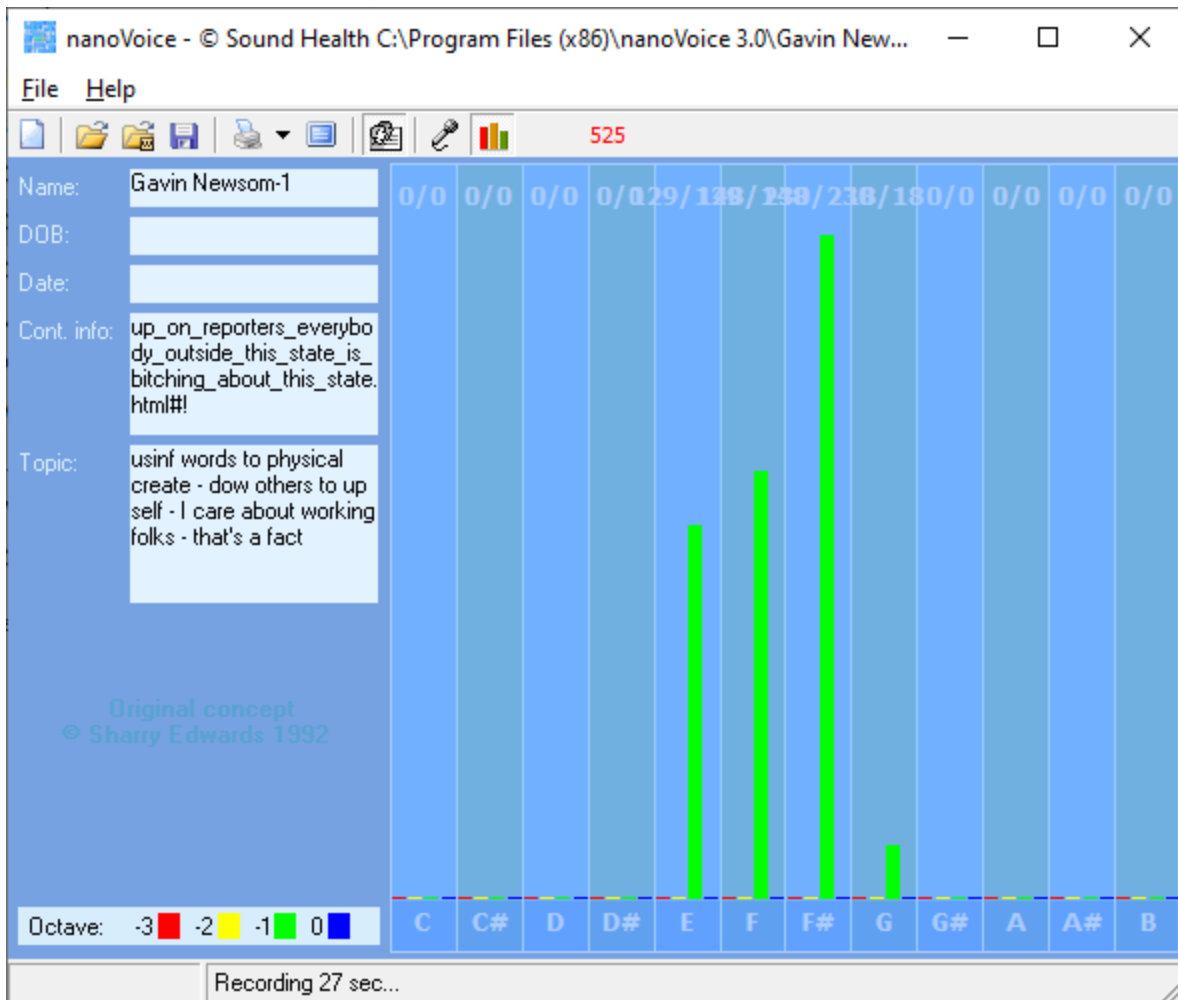 nanoVoice - © Sound Health C:\Program Files (x86)\nanoVoice 3.0\Gavin New...
File Help
525
Name: Gavin Newsom-1
DOB:
Date:
Cont. info: up_on_reporters_everybo
dy_outside_this_state_is_
bitching_about_this_state.
html#!
Topic: usinf words to physical
create - dow others to up
self - I care about working
folks - that's a fact
Original concept
© Sharry Edwards 1992
Octave: -3 -2 -1 0
0/0 0/0 0/0 0/0 0/0 0/0 0/0 0/0
C C# D D# E F F# G G# A A# B
Recording 27 sec...